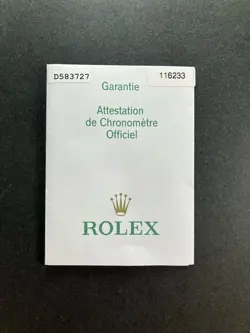 D583727 116233
Garantie
Attestation
de Chronomètre
Officiel
ROLEX